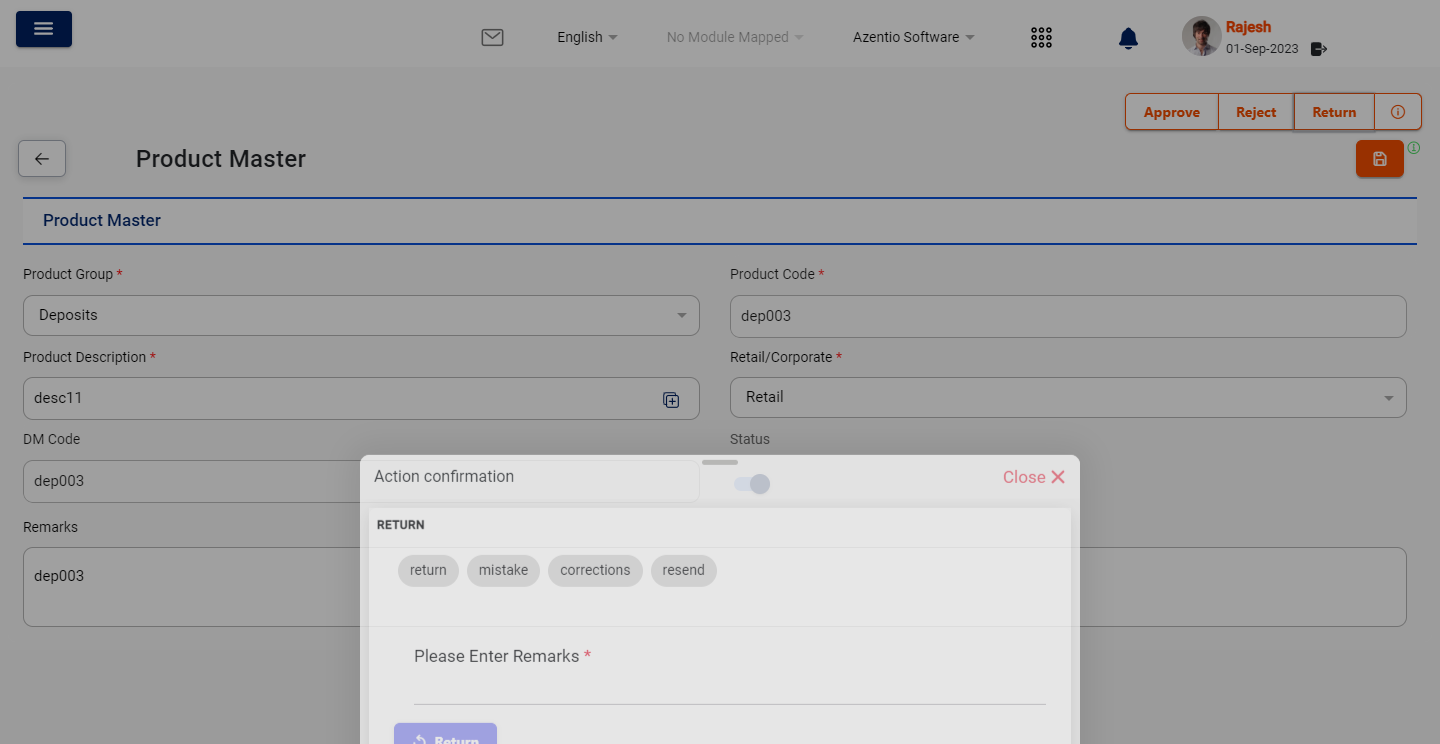 English
No Module Mapped
Azentio Software
Rajesh
01-Sep-2023
Approve
Reject
Return
Product Master
Product Master
Product Group *
Product Code *
Deposits
dep003
Product Description *
Retail/Corporate *
desc11
Retail
DM Code
Status
dep003
Action confirmation
Close
RETURN
Remarks
return
mistake
corrections
resend
dep003
Please Enter Remarks *
Return